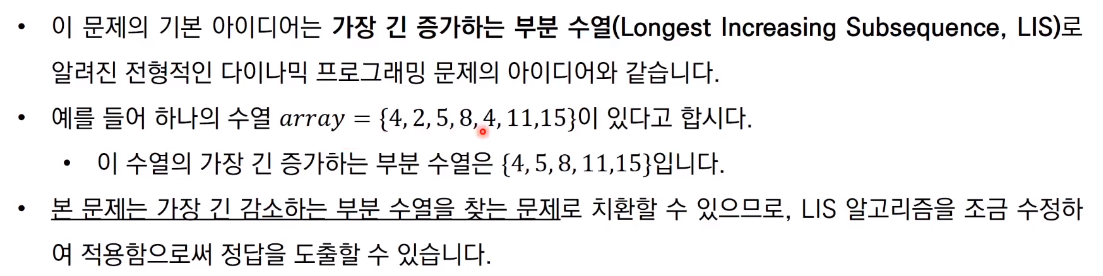 • 이 문제의 기본 아이디어는 가장 긴 증가하는 부분 수열(Longest Increasing Subsequence, LIS)로
알려진 전형적인 다이나믹 프로그래밍 문제의 아이디어와 같습니다.
• 예를 들어 하나의 수열 array = {4, 2, 5, 8, 4, 11,15}이 있다고 합시다.
• 이 수열의 가장 긴 증가하는 부분 수열은 {4, 5, 8, 11,15}입니다.
• 본 문제는 가장 긴 감소하는 부분 수열을 찾는 문제로 치환할 수 있으므로, LIS 알고리즘을 조금 수정하
여 적용함으로써 정답을 도출할 수 있습니다.